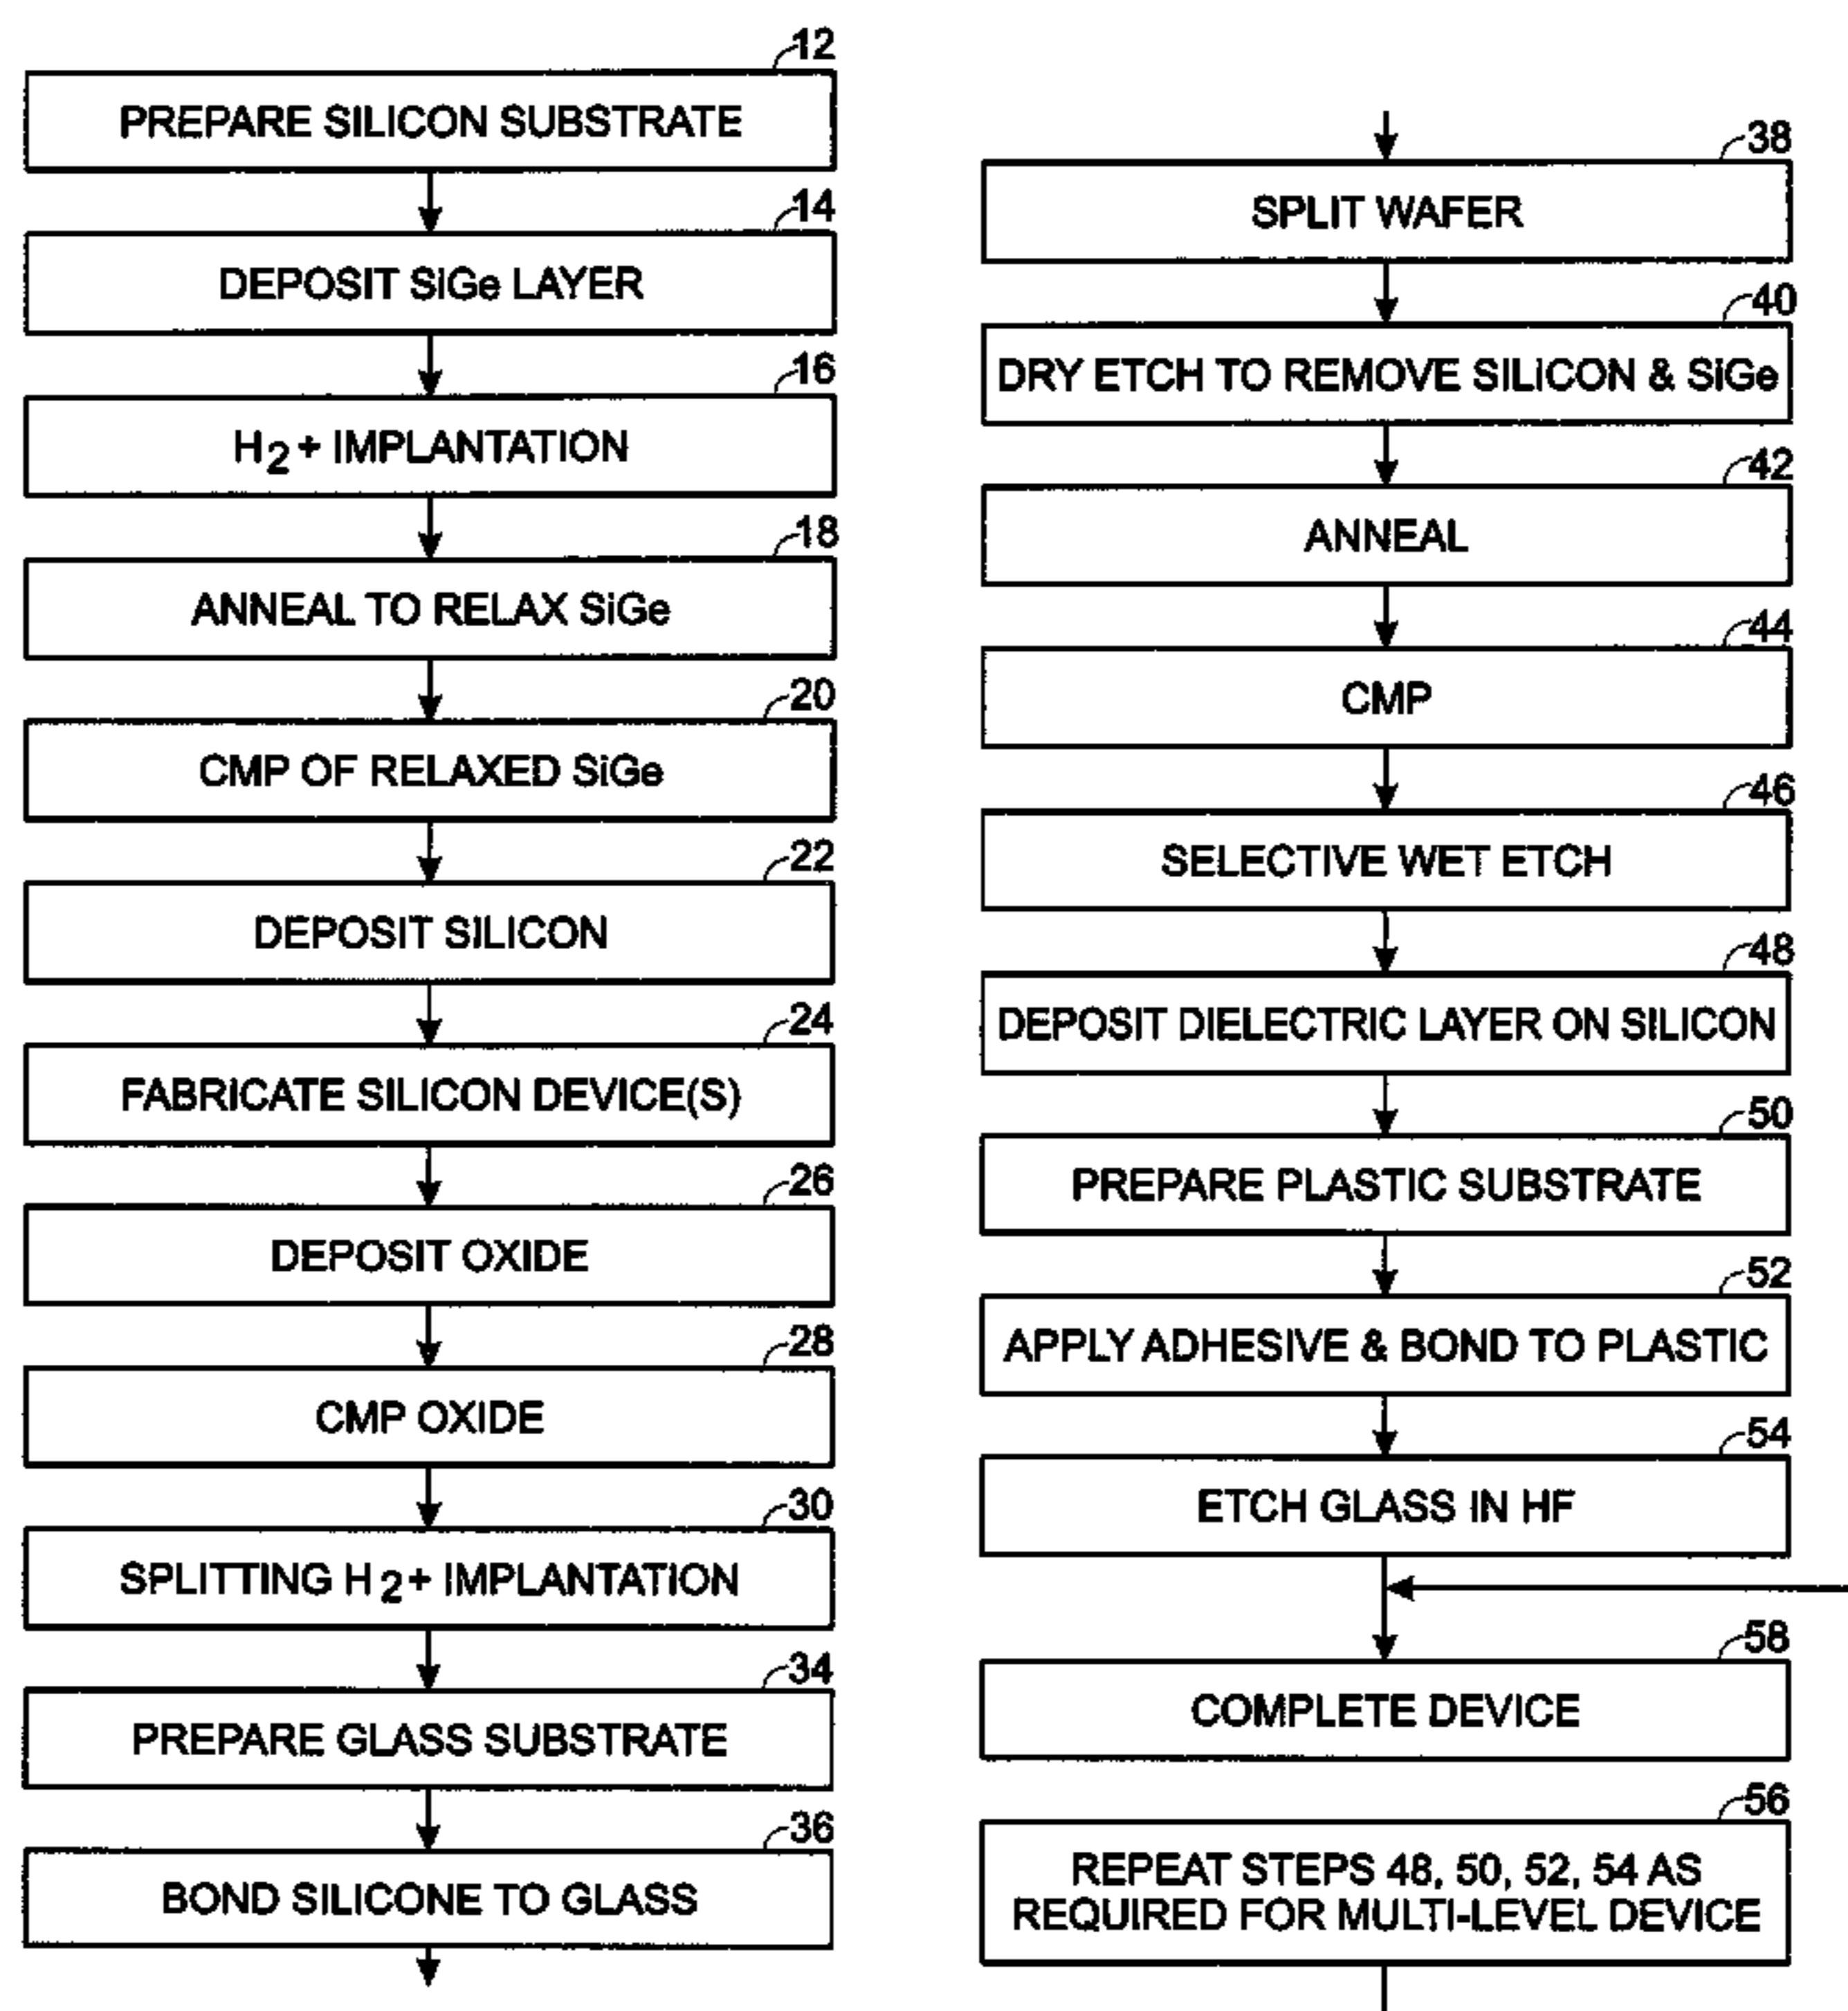 12
PREPARE SILICON SUBSTRATE
14
DEPOSIT SiGe LAYER
16
H2+ IMPLANTATION
18
ANNEAL TO RELAX SiGe
20
CMP OF RELAXED SiGe
22
DEPOSIT SILICON
24
FABRICATE SILICON DEVICE(S)
26
DEPOSIT OXIDE
28
CMP OXIDE
30
SPLITTING H2+ IMPLANTATION
34
PREPARE GLASS SUBSTRATE
36
BOND SILICONE TO GLASS
38
SPLIT WAFER
40
DRY ETCH TO REMOVE SILICON & SiGe
42
ANNEAL
44
CMP
46
SELECTIVE WET ETCH
48
DEPOSIT DIELECTRIC LAYER ON SILICON
50
PREPARE PLASTIC SUBSTRATE
52
APPLY ADHESIVE & BOND TO PLASTIC
54
ETCH GLASS IN HF
58
COMPLETE DEVICE
56
REPEAT STEPS 48, 50, 52, 54 AS
REQUIRED FOR MULTI-LEVEL DEVICE